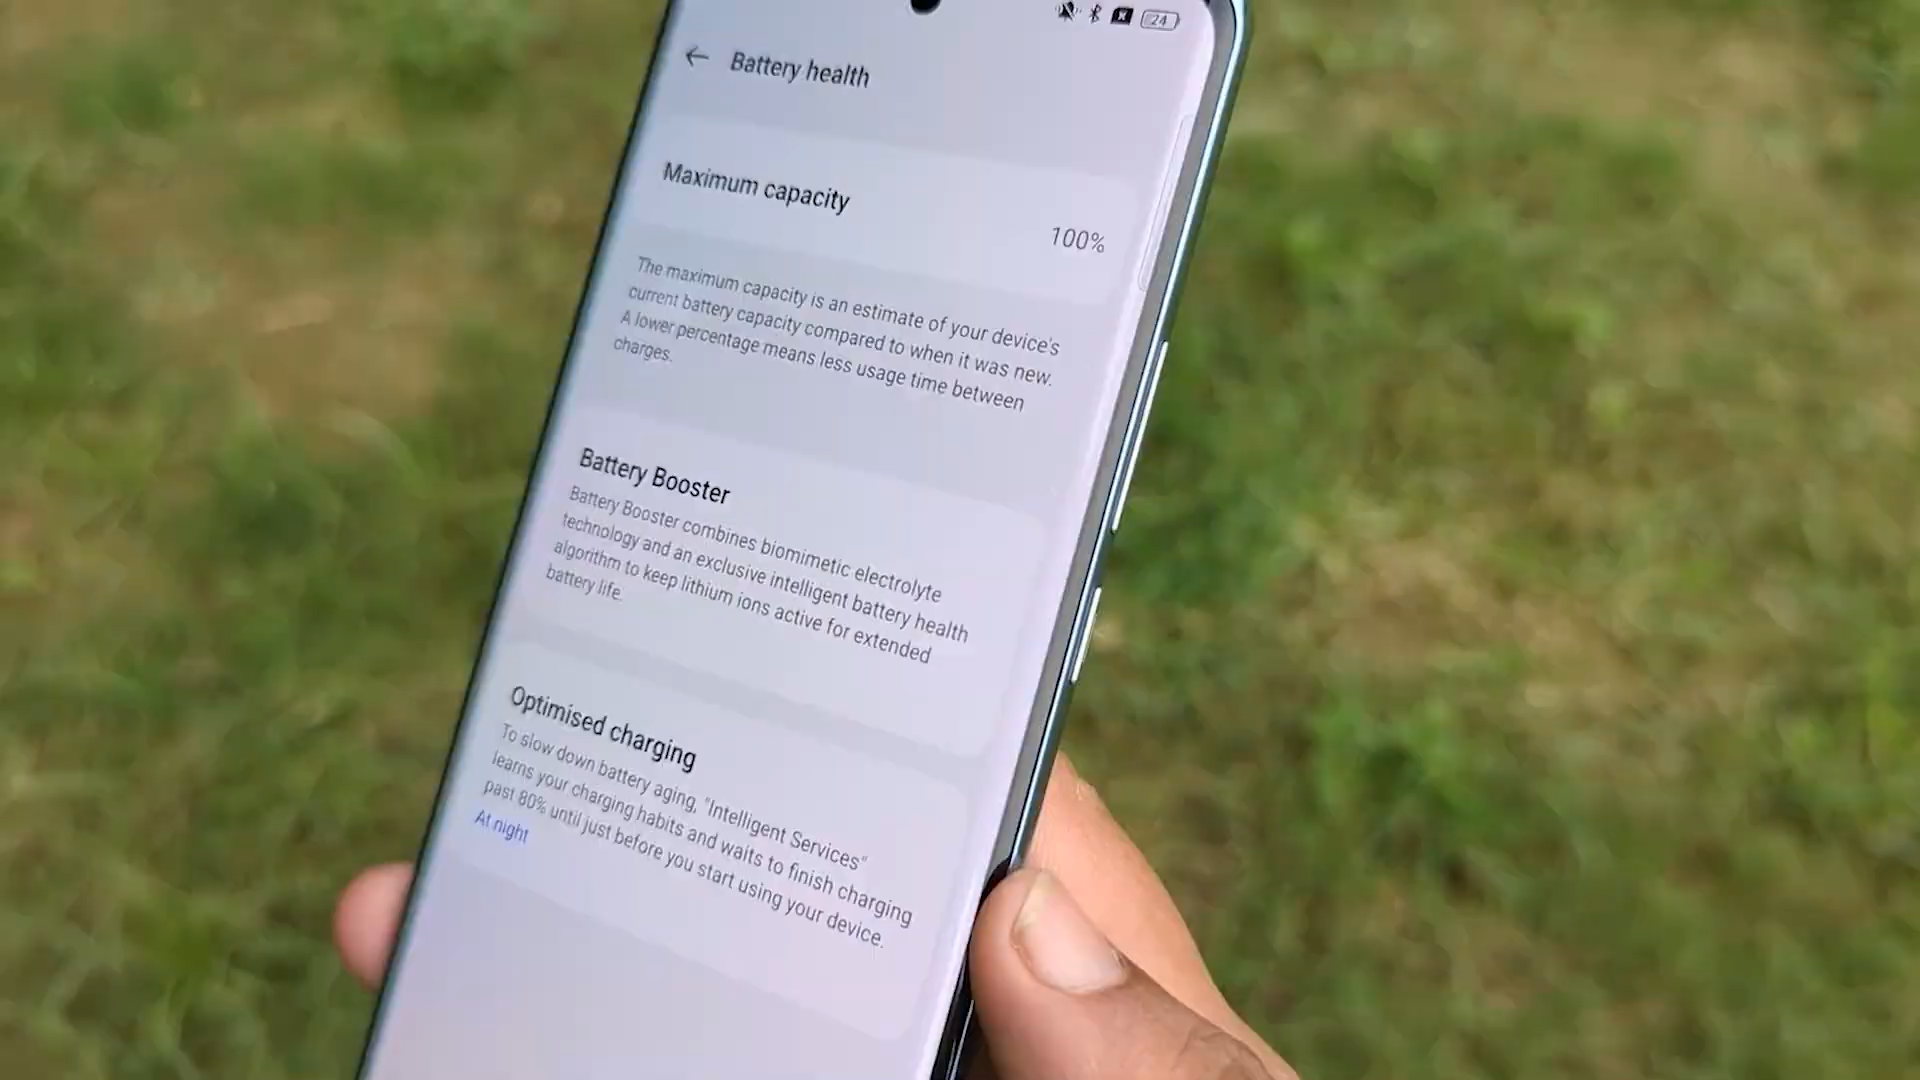 24
Battery health
Maximum capacity
100%
The maximum capacity is an estimate of your device's
current battery capacity compared to when it was new.
A lower percentage means less usage time between
charges.
Battery Booster
Battery Booster combines biomimetic electrolyte
technology and an exclusive intelligent battery health
algorithm to keep lithium ions active for extended
battery life.
Optimised charging
To slow down battery aging, "Intelligent Services"
learns your charging habits and waits to finish charging
past 80% until just before you start using your device.
At night